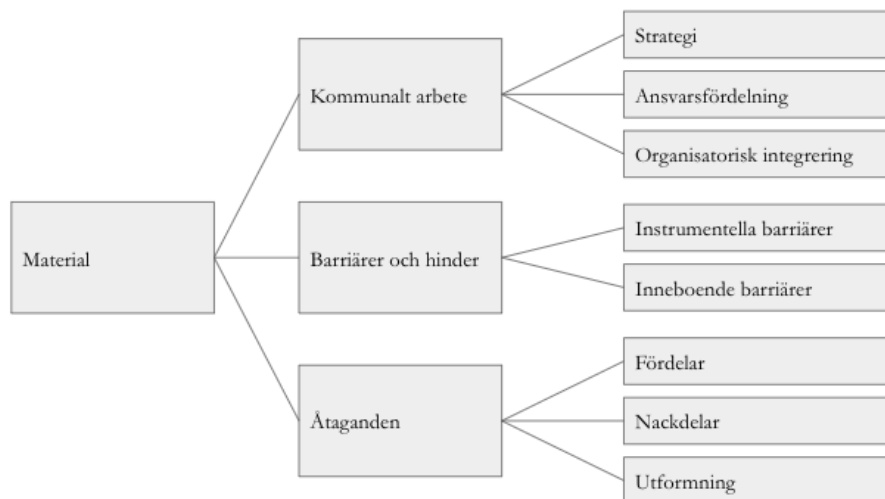 Material
Kommunalt arbete
Strategi
Ansvarsfördelning
Organisatorisk integrering
Barriärer och hinder
Instrumentella barriärer
Inneboende barriärer
Åtaganden
Fördelar
Nackdelar
Utformning